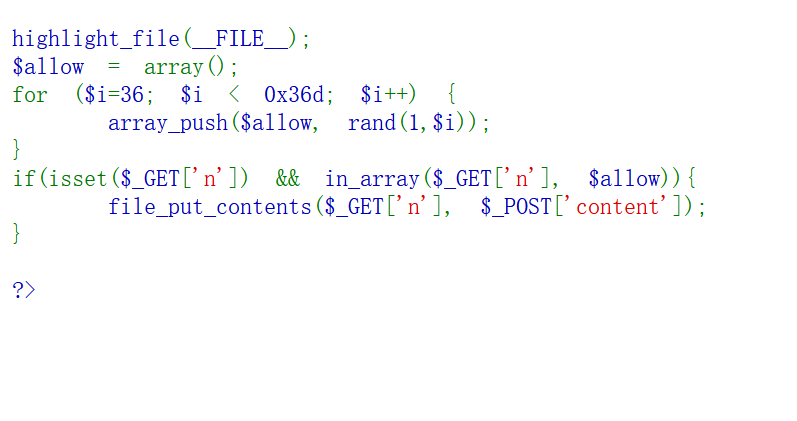 highlight_file(__FILE__);
$allow = array();
for ($i=36; $i < 0x36d; $i++) {
array_push($allow, rand(1,$i));
}
if(isset($_GET['n']) && in_array($_GET['n'], $allow)){
file_put_contents($_GET['n'], $_POST['content']);
}
?>